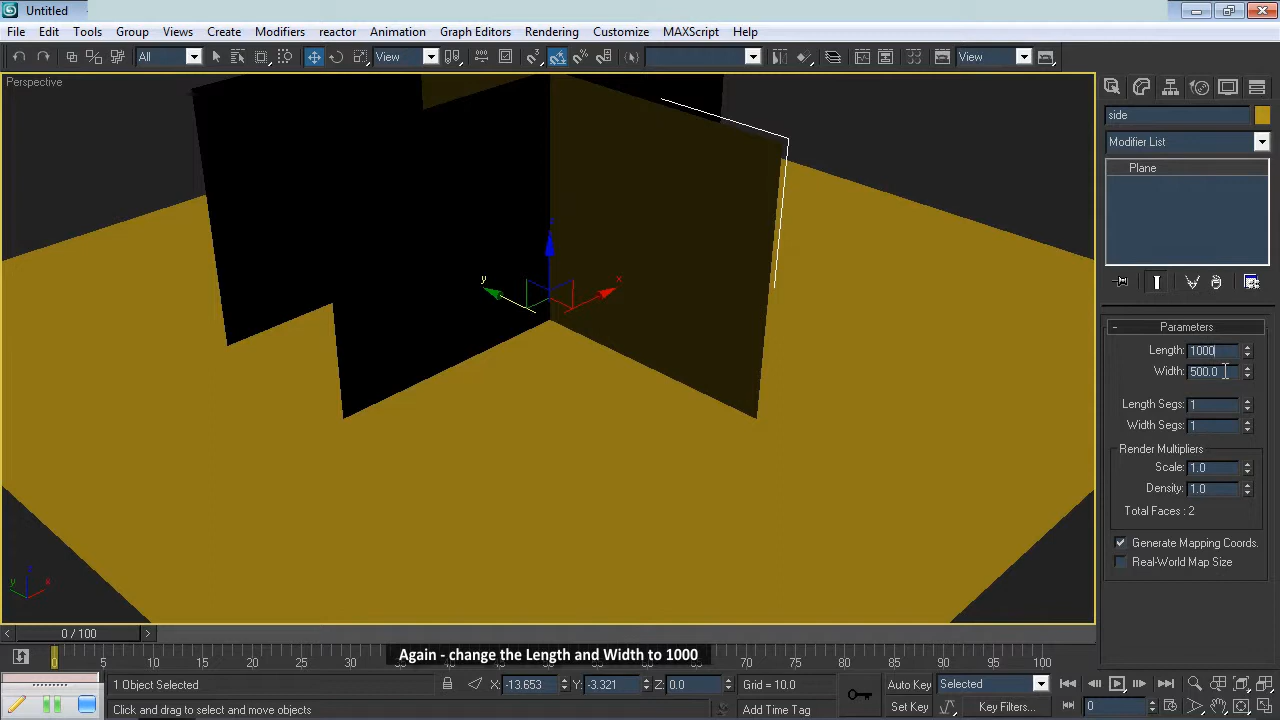 Untitled
File Edit Tools Group Views Create Modifiers reactor Animation Graph Editors Rendering Customize MAXScript Help
All View View
Perspective
side
Modifier List
Plane
y x
Parameters
Length: 1000
Width: 500.0
Length Segs: 1
Width Segs: 1
Render Multipliers
Scale: 1.0
Density: 1.0
Total Faces : 2
Generate Mapping Coords.
Real-World Map Size
y x
0 / 100
0 5 10 15 20 25 30 35 70 75 80 85 90 95 100
Again - change the Length and Width to 1000
1 Object Selected X: -13.653 Y: -3.321 Z: 0.0 Grid = 10.0 Auto Key Selected
Click and drag to select and move objects Add Time Tag Set Key Key Filters... 0